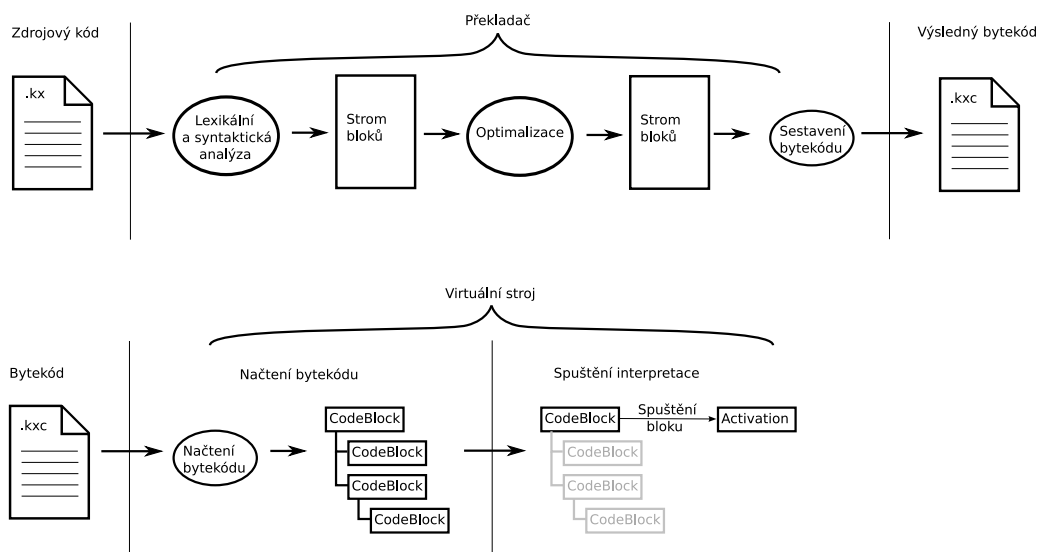 Překladač
Zdrojový kód
Výsledný bytekód
.kx
Lexikální
a syntaktická
analýza
Strom
bloků
Optimalizace
Strom
bloků
Sestavení
bytekódu
.kxc
Virtuální stroj
Bytekód
Načtení bytekódu
Spuštění interpretace
.kxc
Načtení
bytekódu
CodeBlock
CodeBlock
CodeBlock
CodeBlock
CodeBlock
Spuštění
bloku
Activation
CodeBlock
CodeBlock
CodeBlock